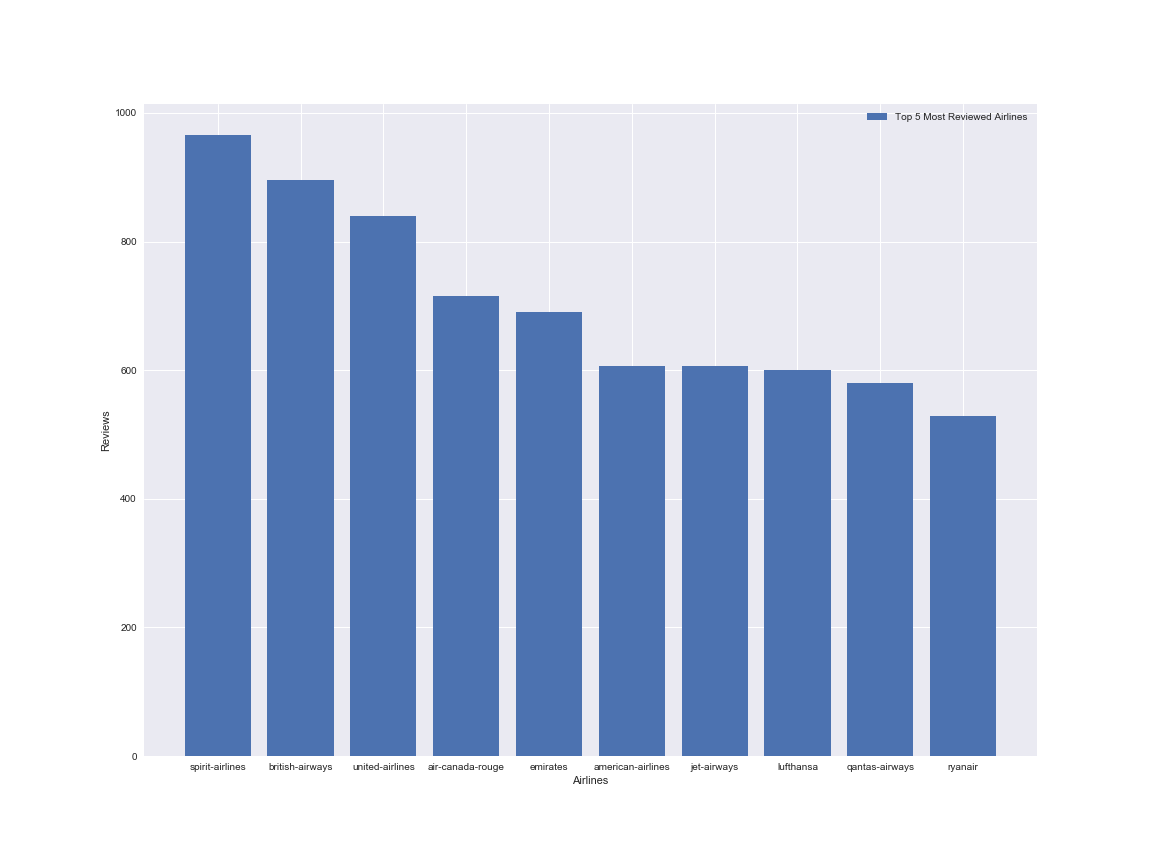 1000
Top 5 Most Reviewed Airlines
800
600
Reviews
400
200
0
spirit-airlines british-airways united-airlines air-canada-rouge emirates american-airlines jet-airways lufthansa qantas-airways ryanair
Airlines